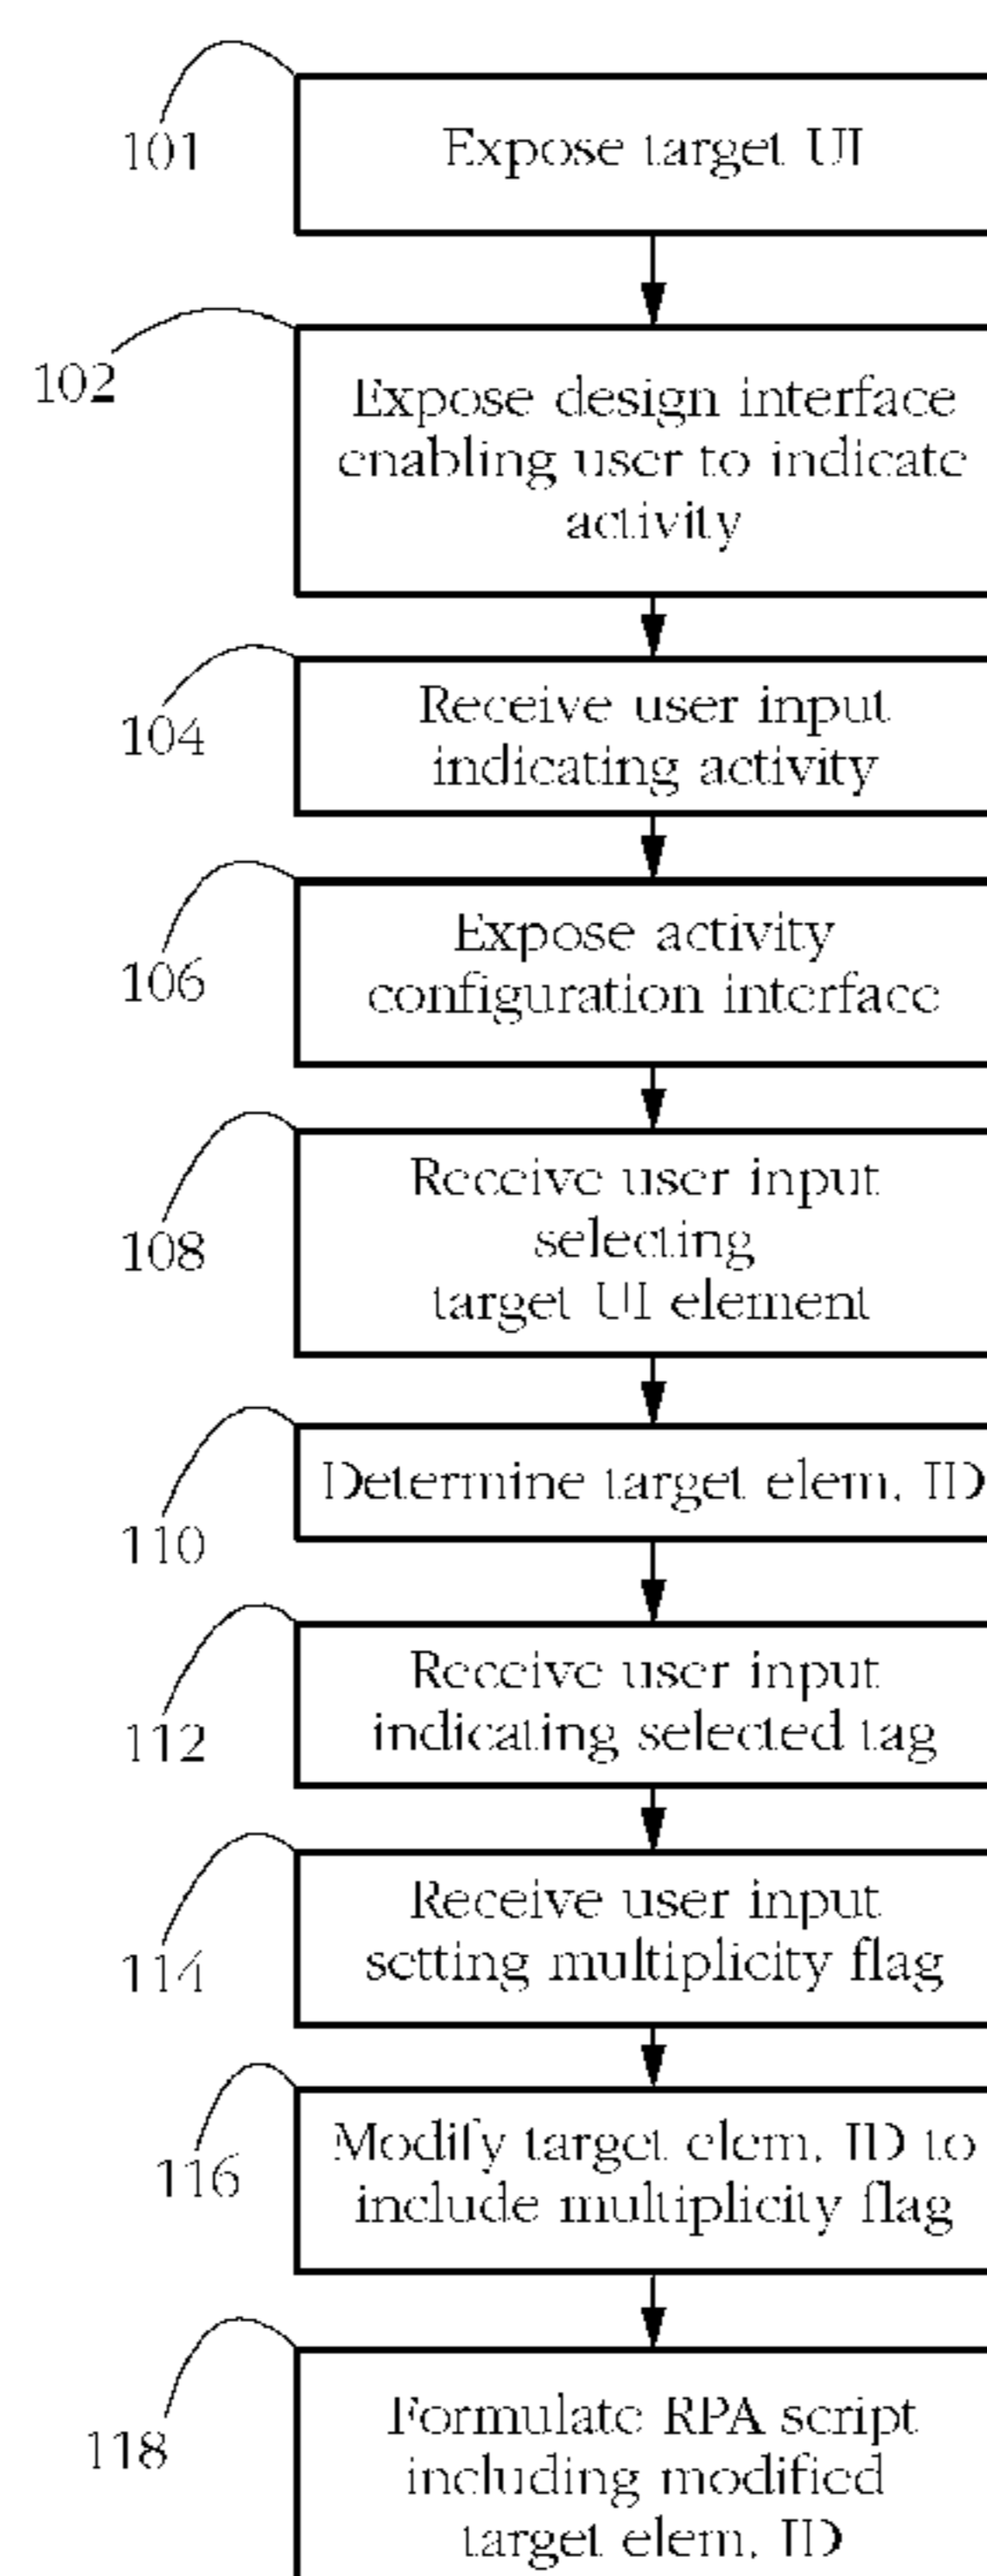 101
Expose target UI
102
Expose design interface
enabling user to indicate
activity
104
Receive user input
indicating activity
106
Expose activity
configuration interface
108
Receive user input
selecting
target UI element
110
Determine target elem. ID
112
Receive user input
indicating selected tag
114
Receive user input
setting multiplicity flag
116
Modify target elem. ID to
include multiplicity flag
118
Formulate RPA script
including modified
target elem. ID